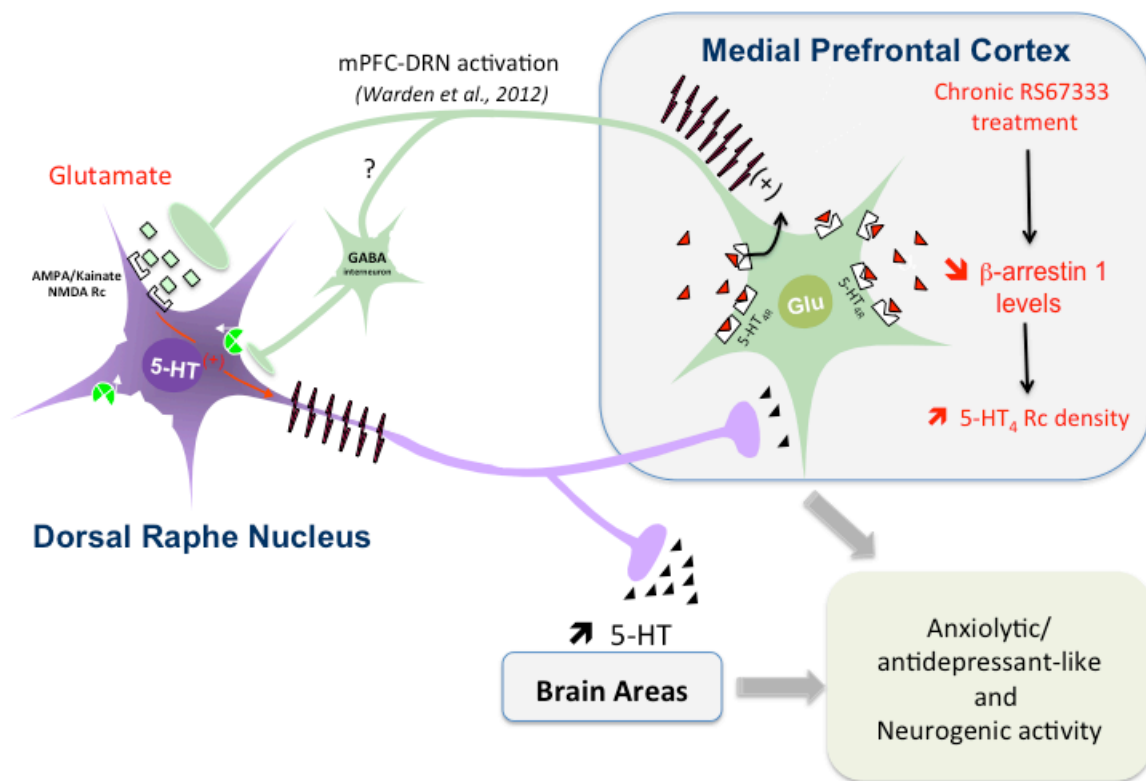 Medial Prefrontal Cortex
mPFC-DRN activation
(Warden et al., 2012)
Chronic RS67333
treatment
(+)
?
Glutamate
GABA
interneuron
AMPA/Kainate
NMDA Rc
Glu
5-HT4R
5-HT4R
β-arrestin 1
levels
5-HT
(+)
5-HT₄ Rc density
Dorsal Raphe Nucleus
5-HT
Brain Areas
Anxiolytic/
antidepressant-like
and
Neurogenic activity